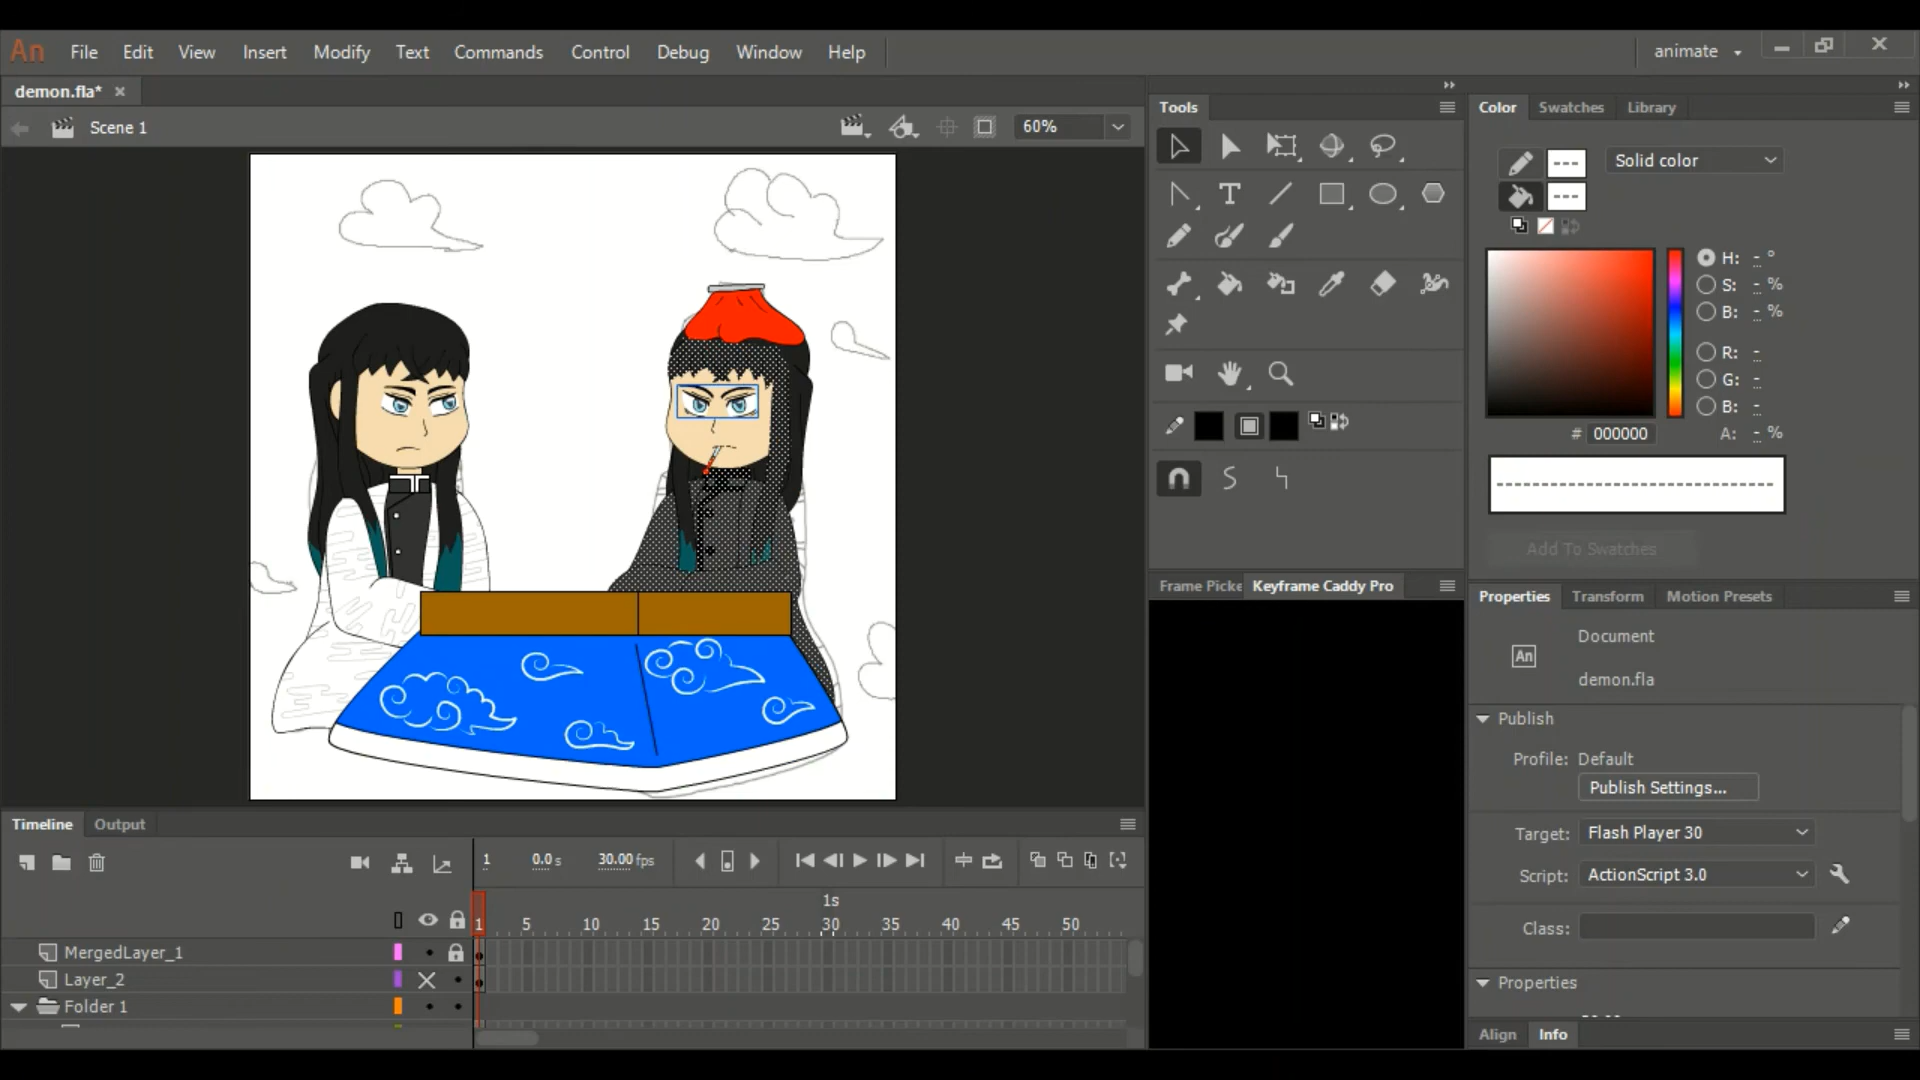 An File Edit View Insert Modify Text Commands Control Debug Window Help animate
demon.fla*
Scene 1 60%
Tools
Color Swatches Library
Solid color
H: - °
S: - %
B: - %
R: -
G: -
B: -
# 000000 A: - %
Add To Swatches
Frame Picke Keyframe Caddy Pro
Properties Transform Motion Presets
Document
An
demon.fla
Publish
Profile: Default
Publish Settings...
Target: Flash Player 30
Script: ActionScript 3.0
Class:
Properties
Align Info
Timeline Output
1 0.0 s 30.00 fps
1s
1 5 10 15 20 25 30 35 40 45 50
MergedLayer_1
Layer_2
Folder 1